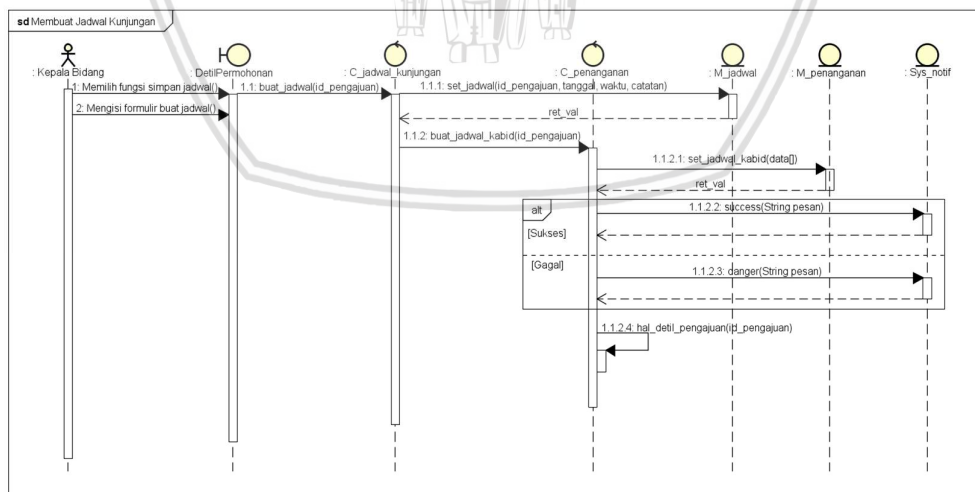 sd Membuat Jadwal Kunjungan
: Kepala Bidang
: DetilPermohonan
: C_jadwal_kunjungan
: C_penanganan
: M_jadwal
: M_penanganan
: Sys_notif
1: Memilih fungsi simpan jadwal()
1.1: buat_jadwal(id_pengajuan)
1.1.1: set_jadwal(id_pengajuan, tanggal, waktu, catatan)
2: Mengisi formulir buat jadwal()
ret_val
1.1.2: buat_jadwal_kabid(id_pengajuan)
1.1.2.1: set_jadwal_kabid(data[])
ret_val
alt
1.1.2.2: success(String pesan)
[Sukses]
[Gagal]
1.1.2.3: danger(String pesan)
1.1.2.4: hal_detil_pengajuan(id_pengajuan)